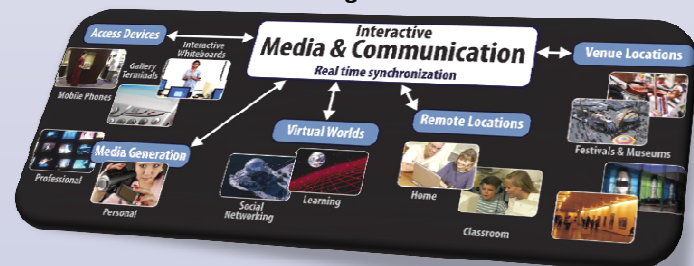 Interactive
Media & Communication
Real time synchronization
Access Devices
Interactive
Whiteboards
Gallery
Terminals
Mobile Phones
Venue Locations
Festivals & Museums
Media Generation
Professional
Personal
Virtual Worlds
Social
Networking
Learning
Remote Locations
Home
Classroom